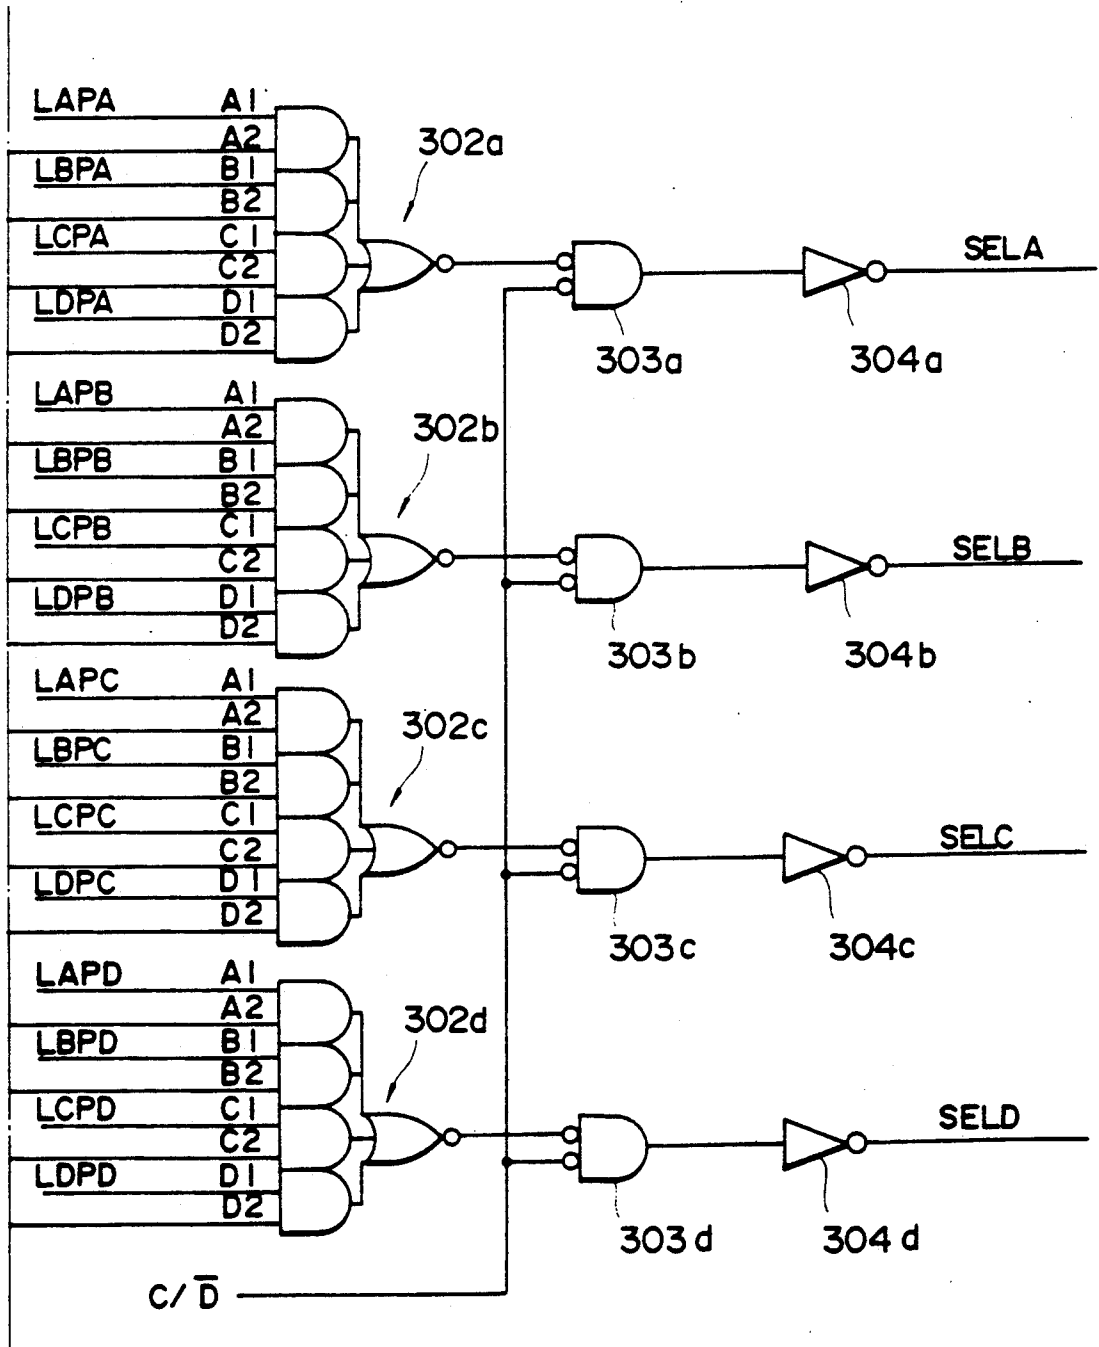 LAPA A1
A2
302a
LBPA B1
B2
LCPA C1
C2
SELA
LDPA D1
D2
303a
304a
LAPB A1
A2
302b
LBPB B1
B2
LCPB C1
C2
SELB
LDPB D1
D2
303b
304b
LAPC A1
A2
302c
LBPC B1
B2
LCPC C1
C2
SELC
LDPC D1
D2
303c
304c
LAPD A1
A2
302d
LBPD B1
B2
LCPD C1
C2
SELD
LDPD D1
D2
303d
304d
C/D̅